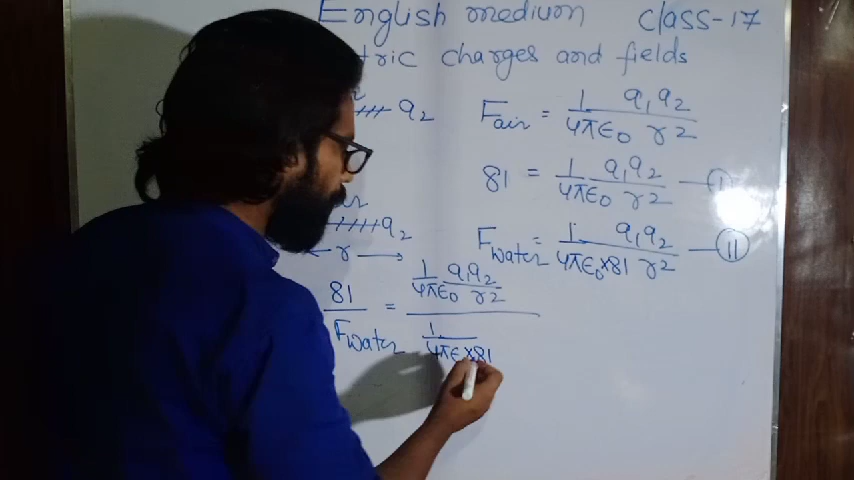 English medium class-17
tric charges and fields
q₂
F_air = 1/4πε₀ q₁q₂/r²
81 = 1/4πε₀ q₁q₂/r² — I
q₂
r
F_water = 1/4πε₀×81 q₁q₂/r² — II
81/F_water = 1/4πε₀ q₁q₂/r² / 1/4πε×81